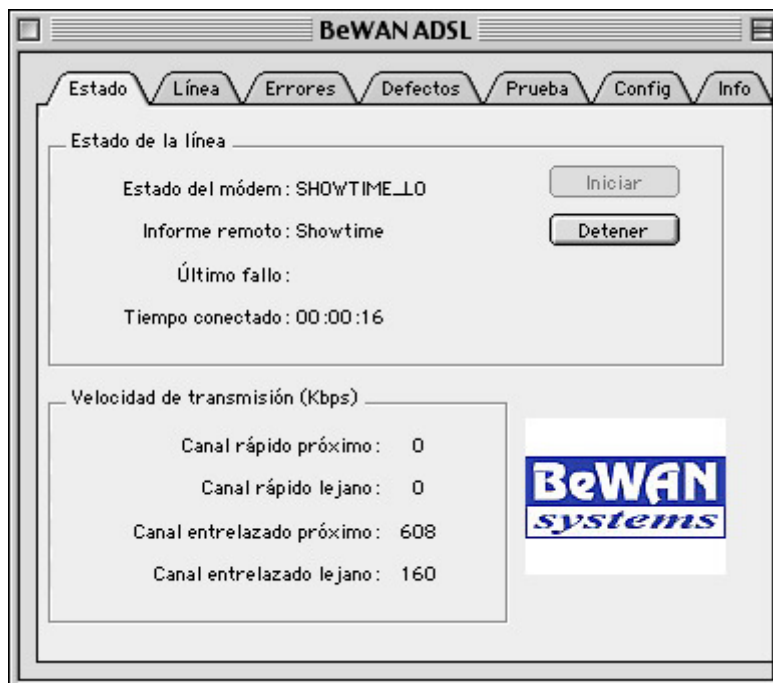 BeWAN ADSL
Estado Línea Errores Defectos Prueba Config Info
Estado de la línea
Estado del módem: SHOWTIME_L0 Iniciar
Informe remoto: Showtime Detener
Último fallo:
Tiempo conectado: 00:00:16
Velocidad de transmisión (Kbps)
Canal rápido próximo: 0
Canal rápido lejano: 0
Canal entrelazado próximo: 608
Canal entrelazado lejano: 160
BeWAN
systems